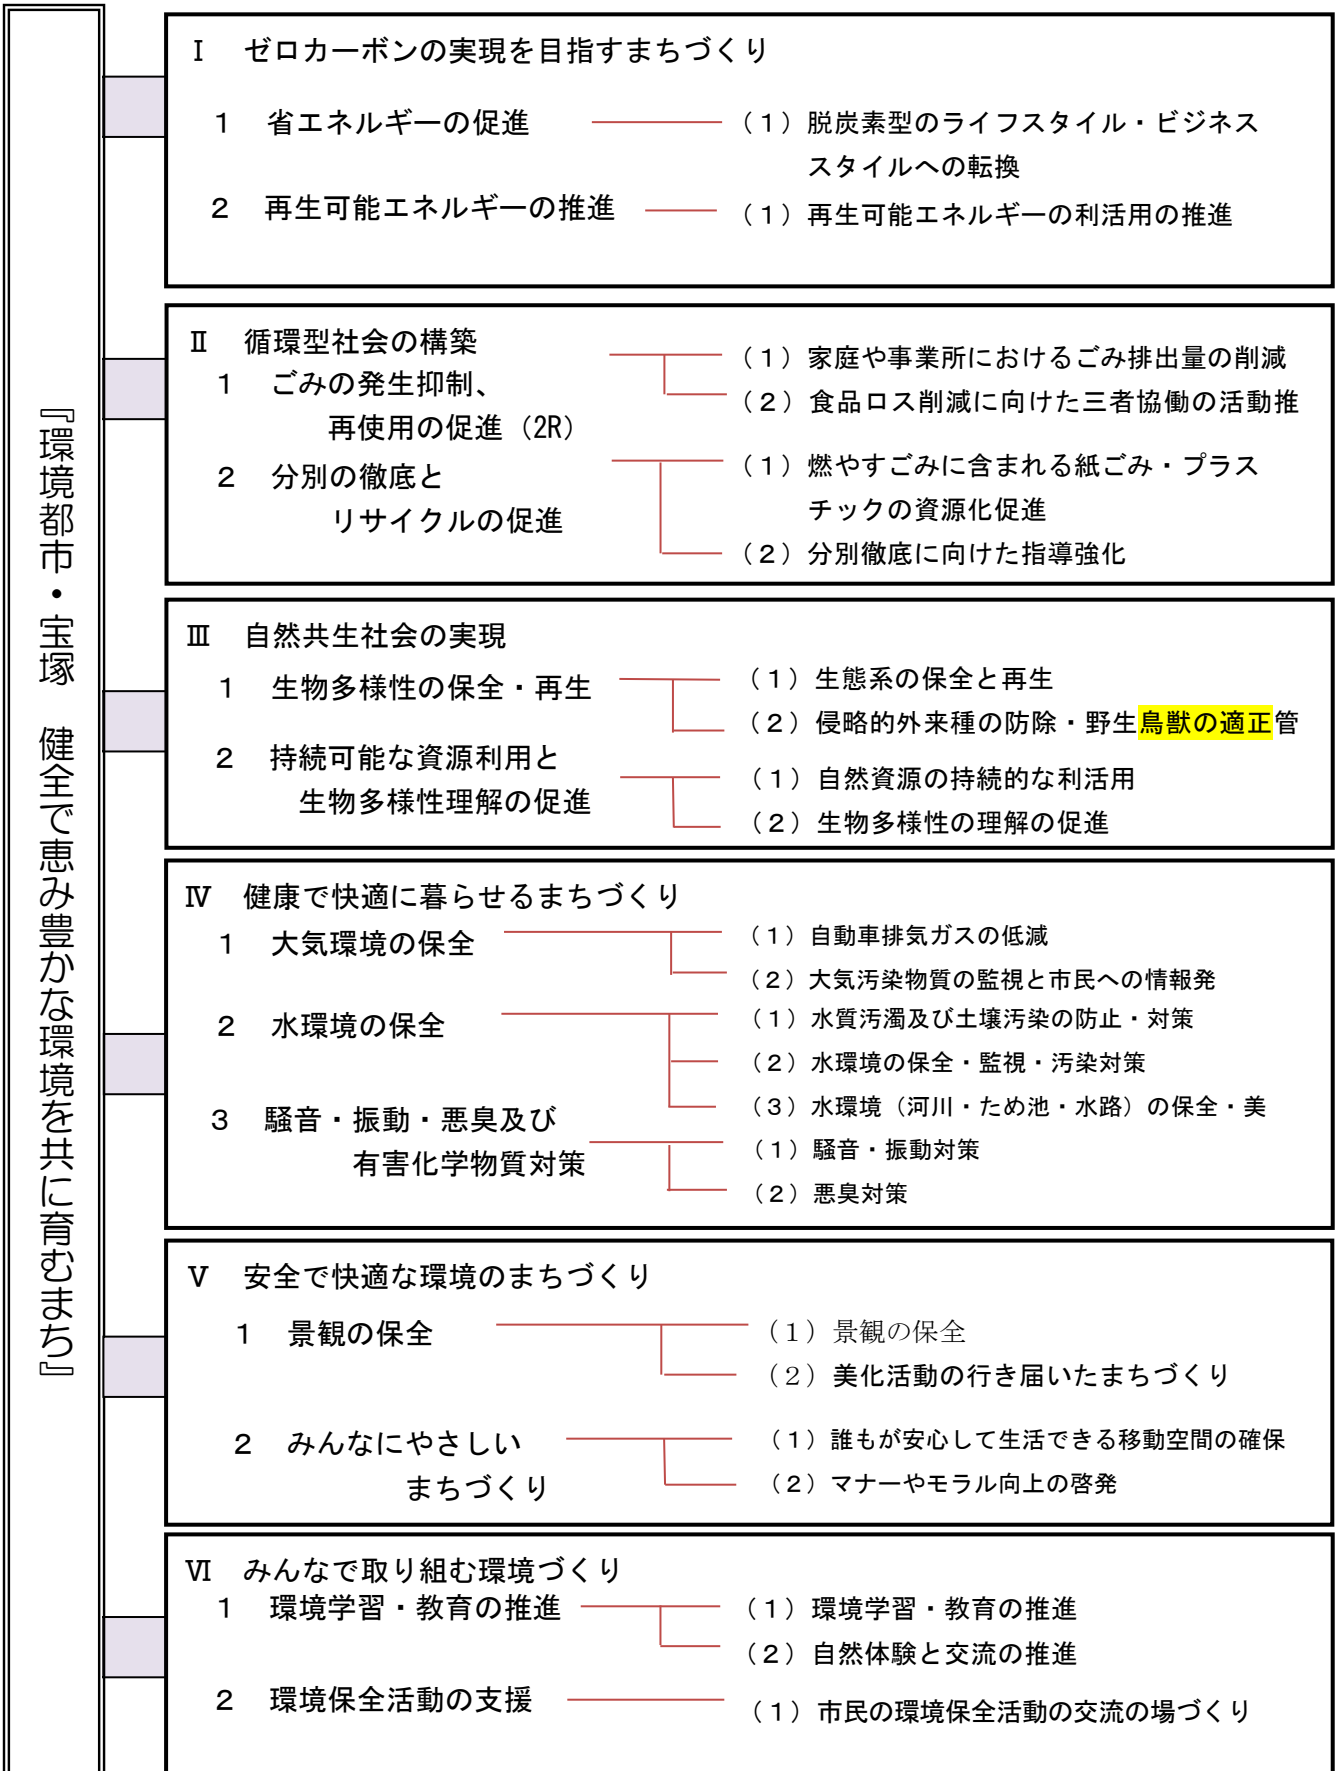 『環境都市・宝塚　健全で恵み豊かな環境を共に育むまち』
Ⅰ　ゼロカーボンの実現を目指すまちづくり
1　省エネルギーの促進
（1）脱炭素型のライフスタイル・ビジネス
スタイルへの転換
2　再生可能エネルギーの推進
（1）再生可能エネルギーの利活用の推進
Ⅱ　循環型社会の構築
1　ごみの発生抑制、
再使用の促進（2R）
（1）家庭や事業所におけるごみ排出量の削減
（2）食品ロス削減に向けた三者協働の活動推
2　分別の徹底と
リサイクルの促進
（1）燃やすごみに含まれる紙ごみ・プラス
チックの資源化促進
（2）分別徹底に向けた指導強化
Ⅲ　自然共生社会の実現
1　生物多様性の保全・再生
（1）生態系の保全と再生
（2）侵略的外来種の防除・野生鳥獣の適正管
2　持続可能な資源利用と
生物多様性理解の促進
（1）自然資源の持続的な利活用
（2）生物多様性の理解の促進
Ⅳ　健康で快適に暮らせるまちづくり
1　大気環境の保全
（1）自動車排気ガスの低減
（2）大気汚染物質の監視と市民への情報発
2　水環境の保全
（1）水質汚濁及び土壌汚染の防止・対策
（2）水環境の保全・監視・汚染対策
（3）水環境（河川・ため池・水路）の保全・美
3　騒音・振動・悪臭及び
有害化学物質対策
（1）騒音・振動対策
（2）悪臭対策
Ⅴ　安全で快適な環境のまちづくり
1　景観の保全
（1）景観の保全
（2）美化活動の行き届いたまちづくり
2　みんなにやさしい
まちづくり
（1）誰もが安心して生活できる移動空間の確保
（2）マナーやモラル向上の啓発
Ⅵ　みんなで取り組む環境づくり
1　環境学習・教育の推進
（1）環境学習・教育の推進
（2）自然体験と交流の推進
2　環境保全活動の支援
（1）市民の環境保全活動の交流の場づくり